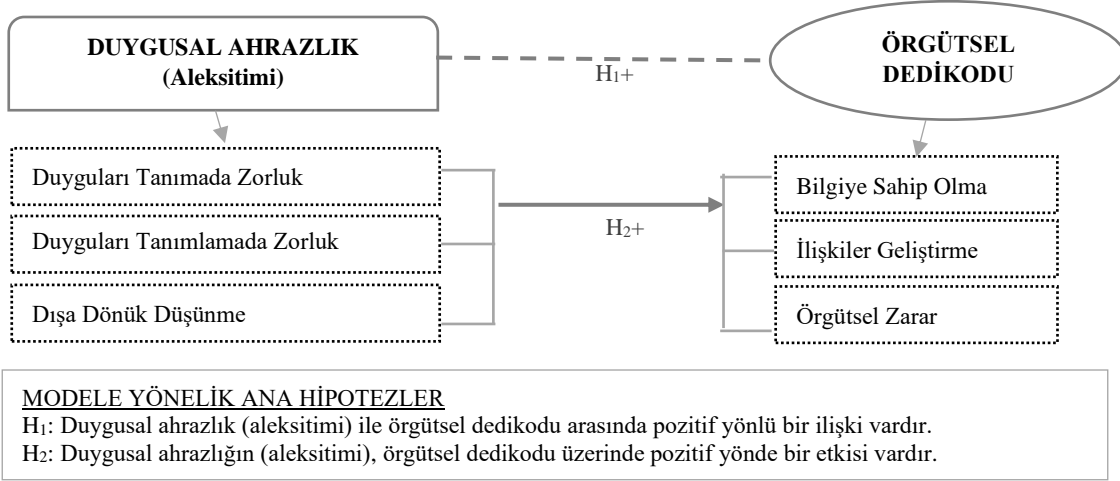 DUYGUSAL AHRAZLIK
(Aleksitimi)
H₁+
ÖRGÜTSEL
DEDİKODU
Duyguları Tanımada Zorluk
Duyguları Tanımlamada Zorluk
Dışa Dönük Düşünme
H₂+
Bilgiye Sahip Olma
İlişkiler Geliştirme
Örgütsel Zarar
MODELE YÖNELİK ANA HİPOTEZLER
H₁: Duygusal ahrazlık (aleksitimi) ile örgütsel dedikodu arasında pozitif yönlü bir ilişki vardır.
H₂: Duygusal ahrazlığın (aleksitimi), örgütsel dedikodu üzerinde pozitif yönde bir etkisi vardır.